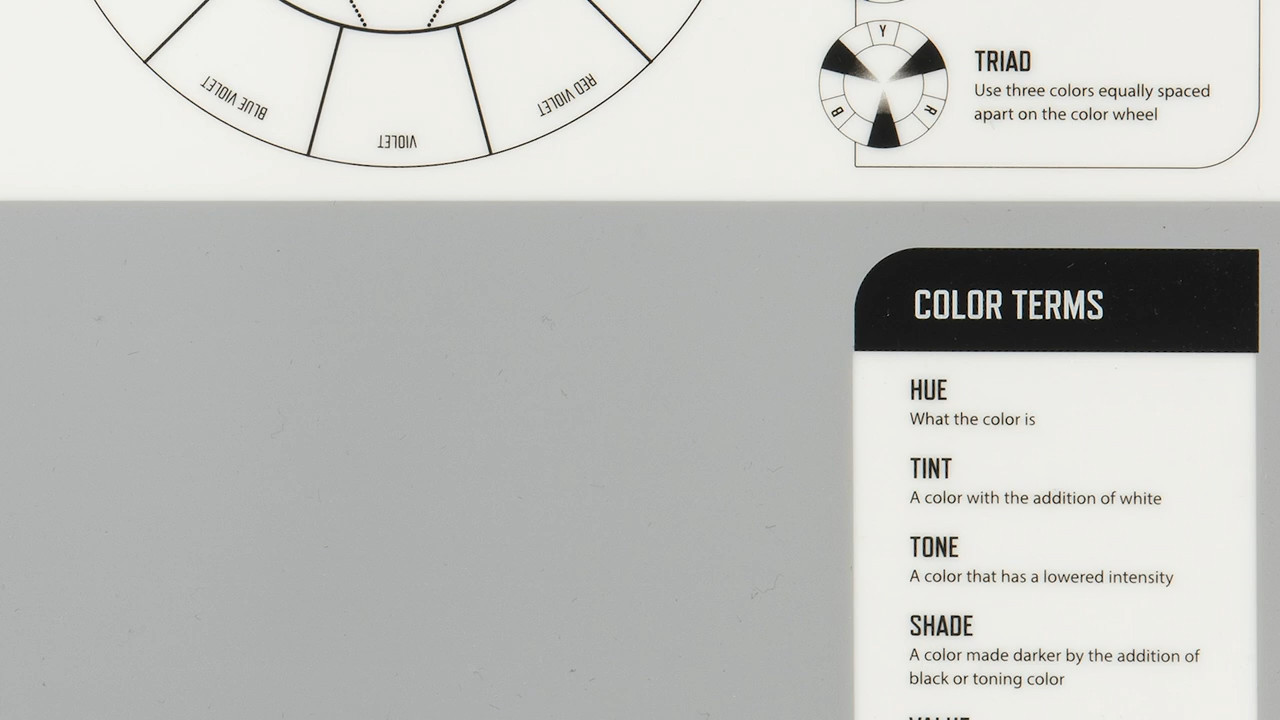 BLUE VIOLET
VIOLET
RED VIOLET
Y
B
R
TRIAD
Use three colors equally spaced
apart on the color wheel
COLOR TERMS
HUE
What the color is
TINT
A color with the addition of white
TONE
A color that has a lowered intensity
SHADE
A color made darker by the addition of
black or toning color
VALUE